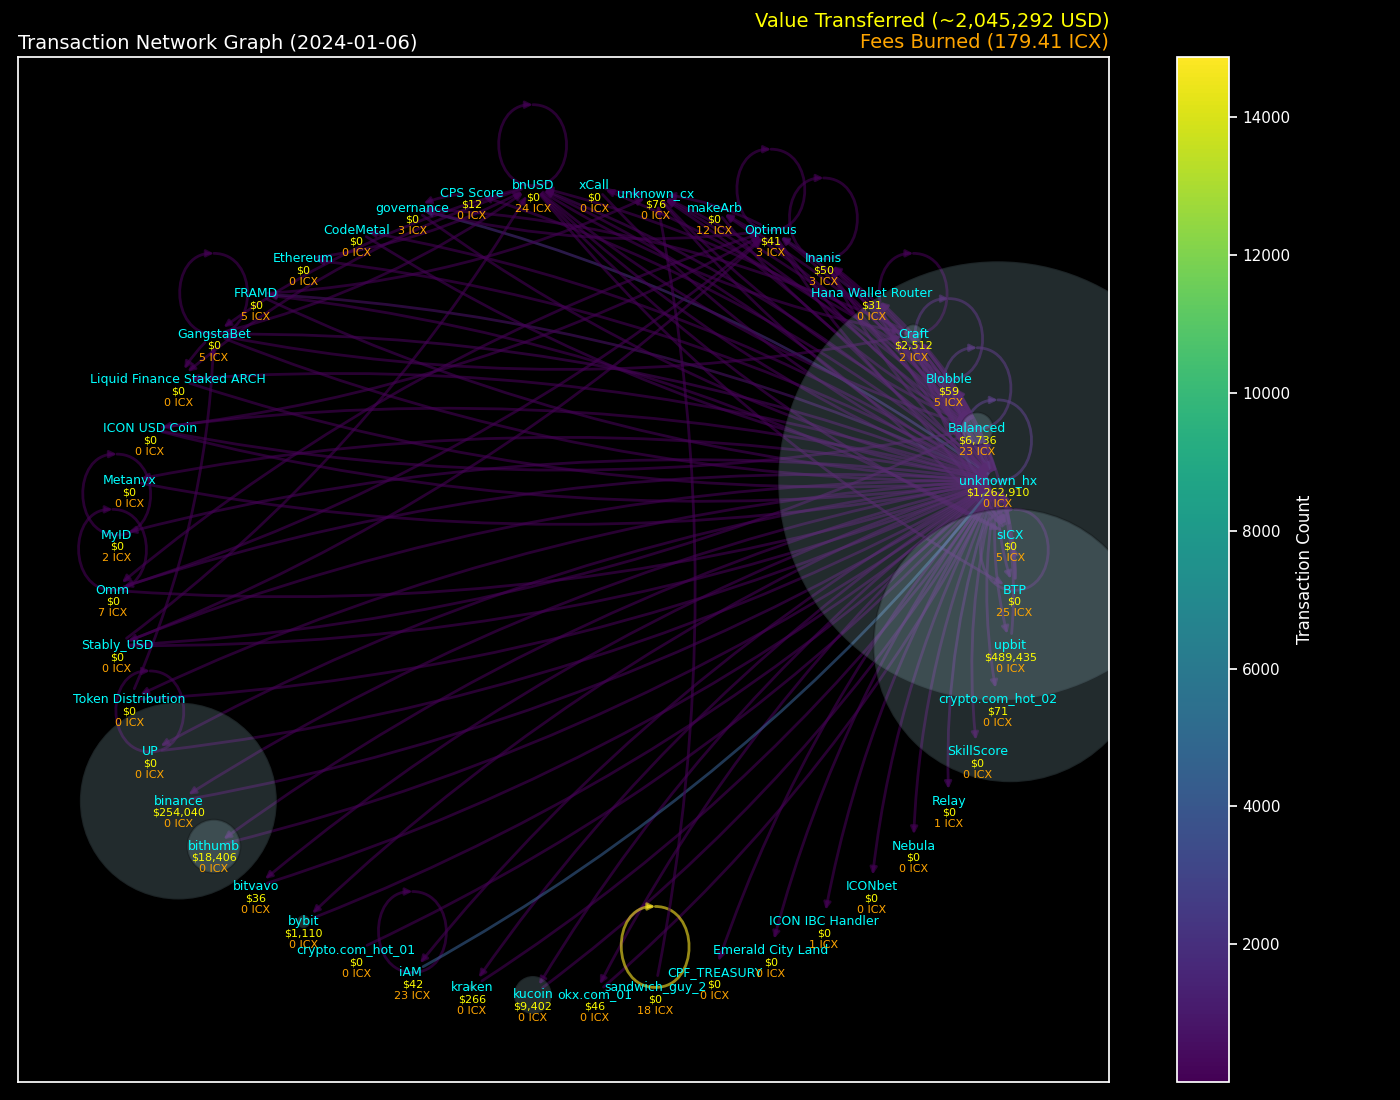 Value Transferred (~2,045,292 USD)
Transaction Network Graph (2024-01-06)
Fees Burned (179.41 ICX)
bnUSD
$0
24 ICX
xCall
$0
0 ICX
unknown_cx
$76
0 ICX
makeArb
$0
12 ICX
Optimus
$41
3 ICX
Inanis
$50
3 ICX
Hana Wallet Router
$31
0 ICX
Craft
$2,512
2 ICX
Blobble
$59
5 ICX
Balanced
$6,736
23 ICX
unknown_hx
$1,262,910
0 ICX
sICX
$0
5 ICX
BTP
$0
25 ICX
upbit
$489,435
0 ICX
crypto.com_hot_02
$71
0 ICX
SkillScore
$0
0 ICX
Relay
$0
1 ICX
Nebula
$0
0 ICX
ICONbet
$0
0 ICX
ICON IBC Handler
$0
1 ICX
Emerald City Land
$0
0 ICX
CPF_TREASURY
$0
0 ICX
sandwich_guy_2
$0
18 ICX
okx.com_01
$46
0 ICX
kucoin
$9,402
0 ICX
kraken
$266
0 ICX
iAM
$42
23 ICX
crypto.com_hot_01
$0
0 ICX
bybit
$1,110
0 ICX
bitvavo
$36
0 ICX
bithumb
$18,406
0 ICX
binance
$254,040
0 ICX
UP
$0
0 ICX
Token Distribution
$0
0 ICX
Stably_USD
$0
0 ICX
Omm
$0
7 ICX
MyID
$0
2 ICX
Metanyx
$0
0 ICX
ICON USD Coin
$0
0 ICX
Liquid Finance Staked ARCH
$0
0 ICX
GangstaBet
$0
5 ICX
FRAMD
$0
5 ICX
Ethereum
$0
0 ICX
CodeMetal
$0
0 ICX
governance
$0
3 ICX
CPS Score
$12
0 ICX
14000
12000
10000
8000
6000
4000
2000
Transaction Count